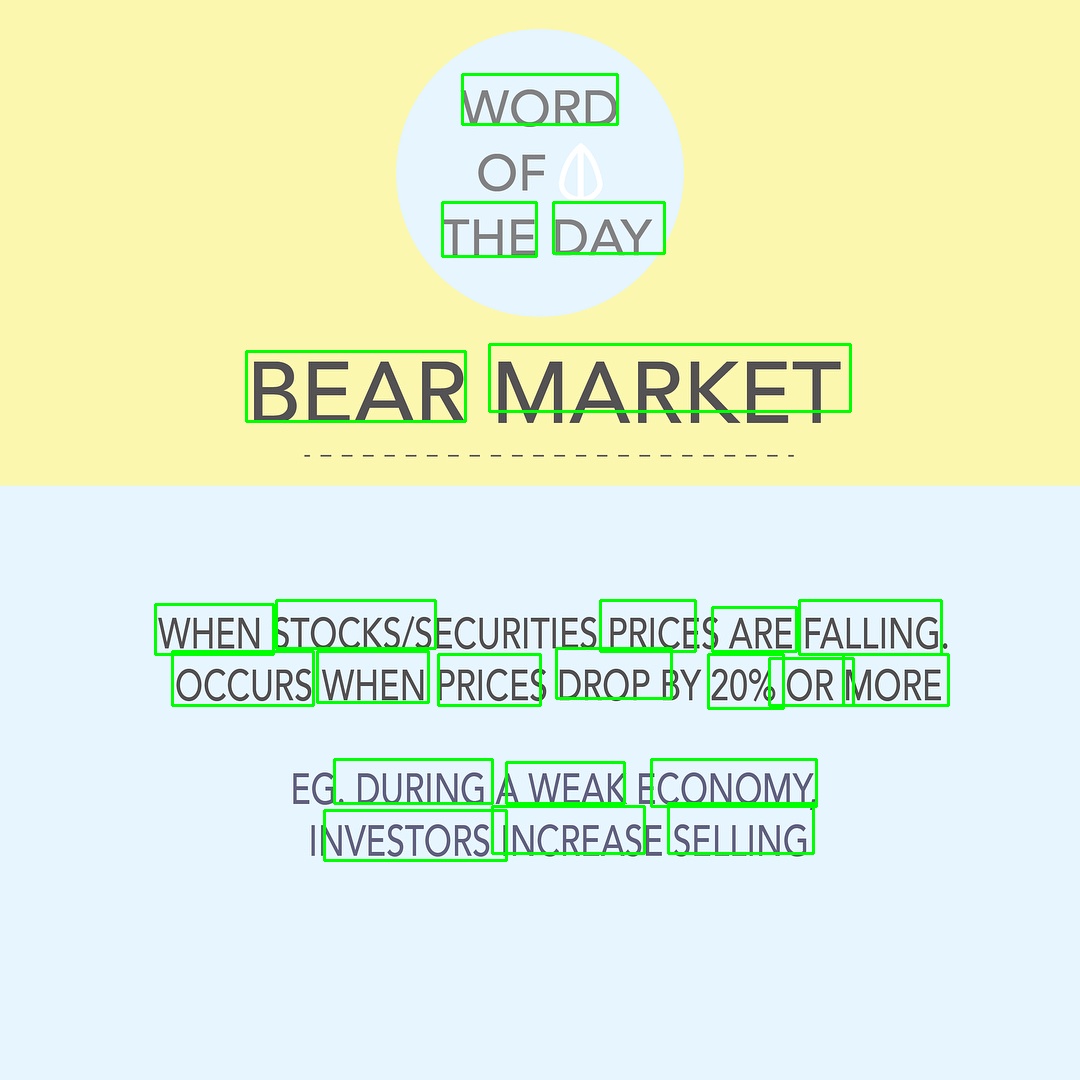 WORD
OF
THE DAY
BEAR MARKET
WHEN STOCKS/SECURITIES PRICES ARE FALLING.
OCCURS WHEN PRICES DROP BY 20% OR MORE
EG. DURING A WEAK ECONOMY,
INVESTORS INCREASE SELLING